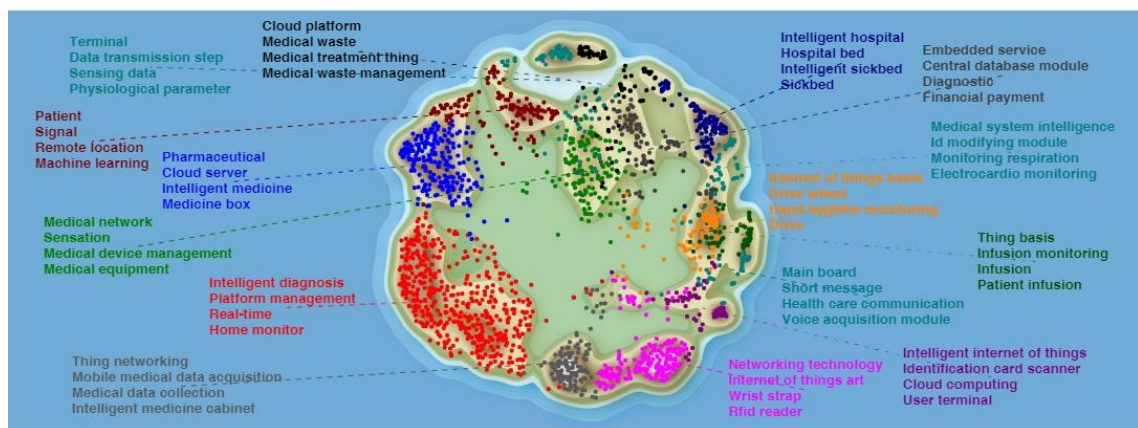 Cloud platform
Medical waste
Medical treatment thing
Medical waste management
Terminal
Data transmission step
Sensing data
Physiological parameter
Intelligent hospital
Hospital bed
Intelligent sickbed
Sickbed
Embedded service
Central database module
Diagnostic
Financial payment
Patient
Signal
Remote location
Machine learning
Medical system intelligence
Id modifying module
Monitoring respiration
Electrocardio monitoring
Pharmaceutical
Cloud server
Intelligent medicine
Medicine box
Internet of things basis
Drive wheel
Hand hygiene monitoring
Drive
Medical network
Sensation
Medical device management
Medical equipment
Thing basis
Infusion monitoring
Infusion
Patient infusion
Intelligent diagnosis
Platform management
Real-time
Home monitor
Main board
Short message
Health care communication
Voice acquisition module
Thing networking
Mobile medical data acquisition
Medical data collection
Intelligent medicine cabinet
Networking technology
Internet of things art
Wrist strap
Rfid reader
Intelligent internet of things
Identification card scanner
Cloud computing
User terminal